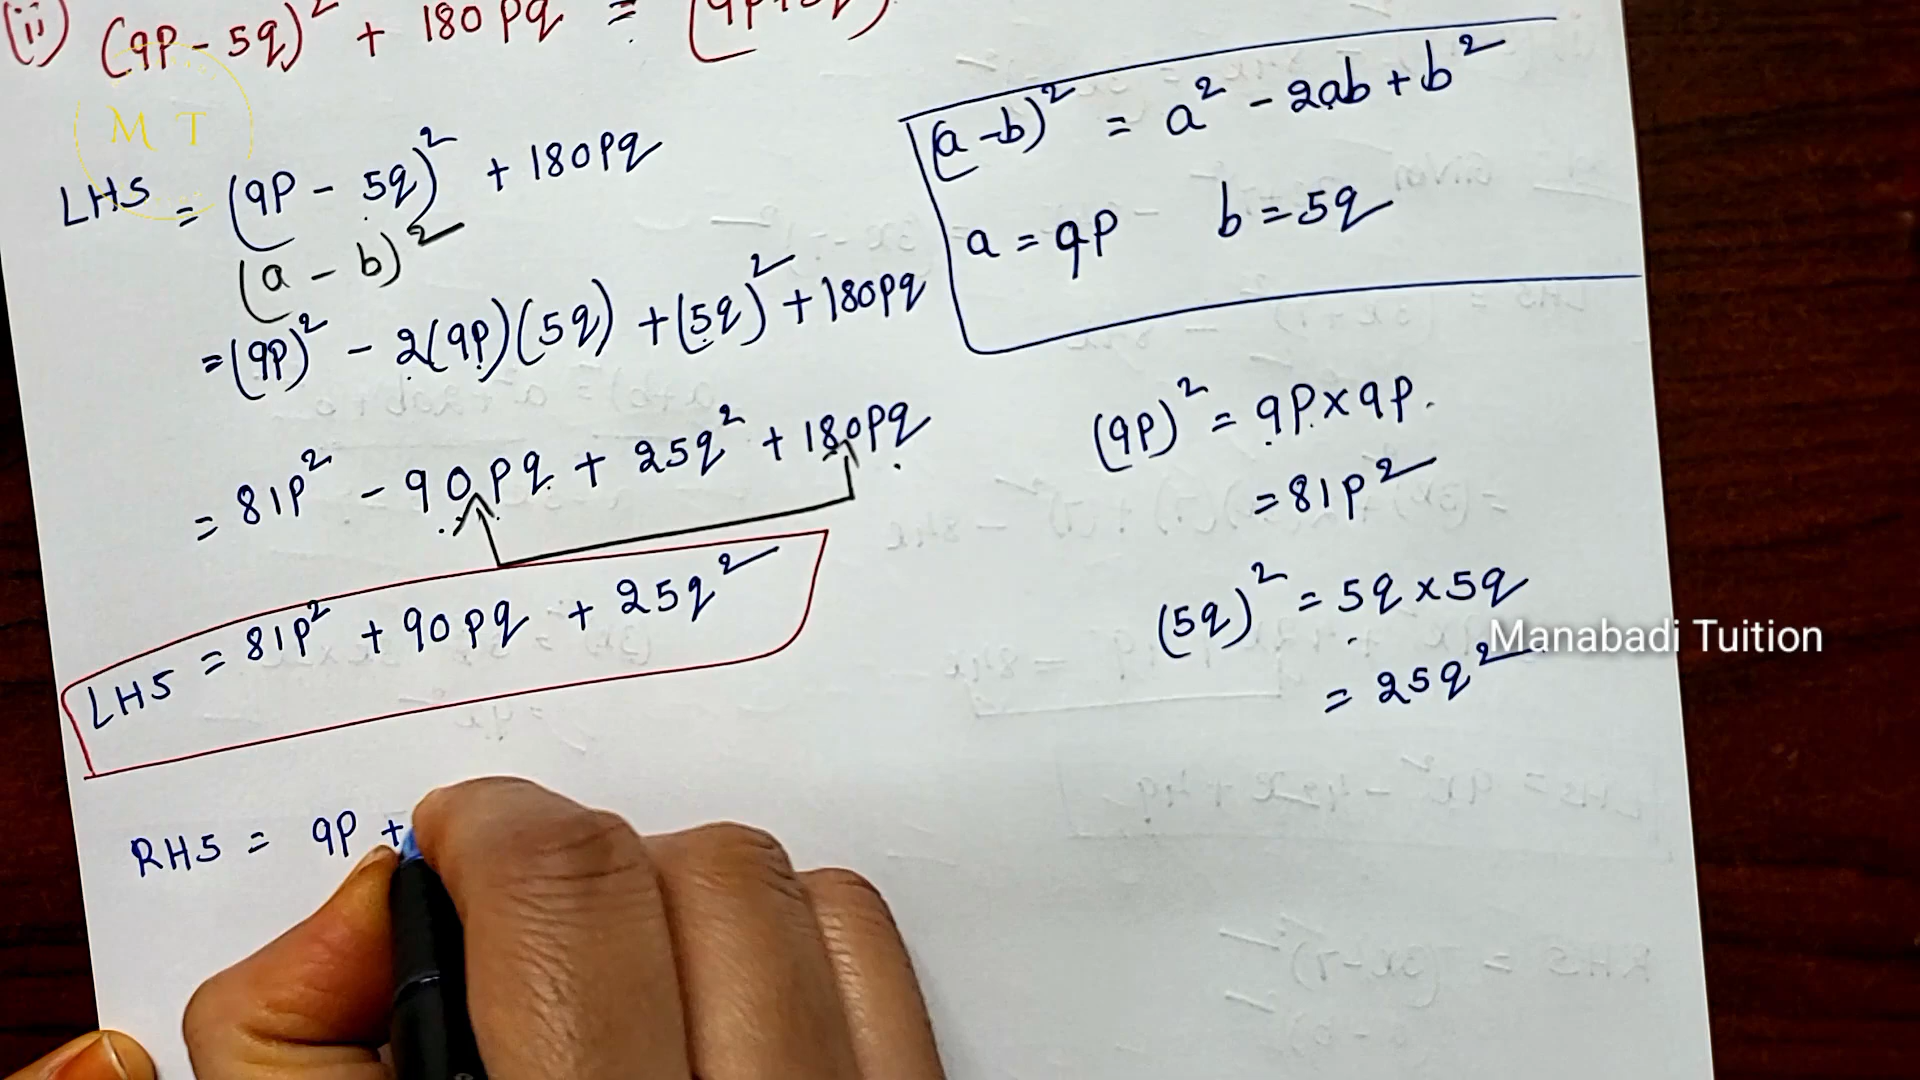 (ii) (9p - 5q)² + 180pq = (9p+5q)²
M T
LHS = (9p - 5q)² + 180pq
(a - b)²
= (9p)² - 2(9p)(5q) + (5q)² + 180pq
= 81p² - 90pq + 25q² + 180pq
LHS = 81p² + 90pq + 25q²
RHS = 9p +
(a-b)² = a² - 2ab + b²
a = 9p b = 5q
(9p)² = 9p×9p.
= 81p²
(5q)² = 5q×5q
= 25q²
Manabadi Tuition